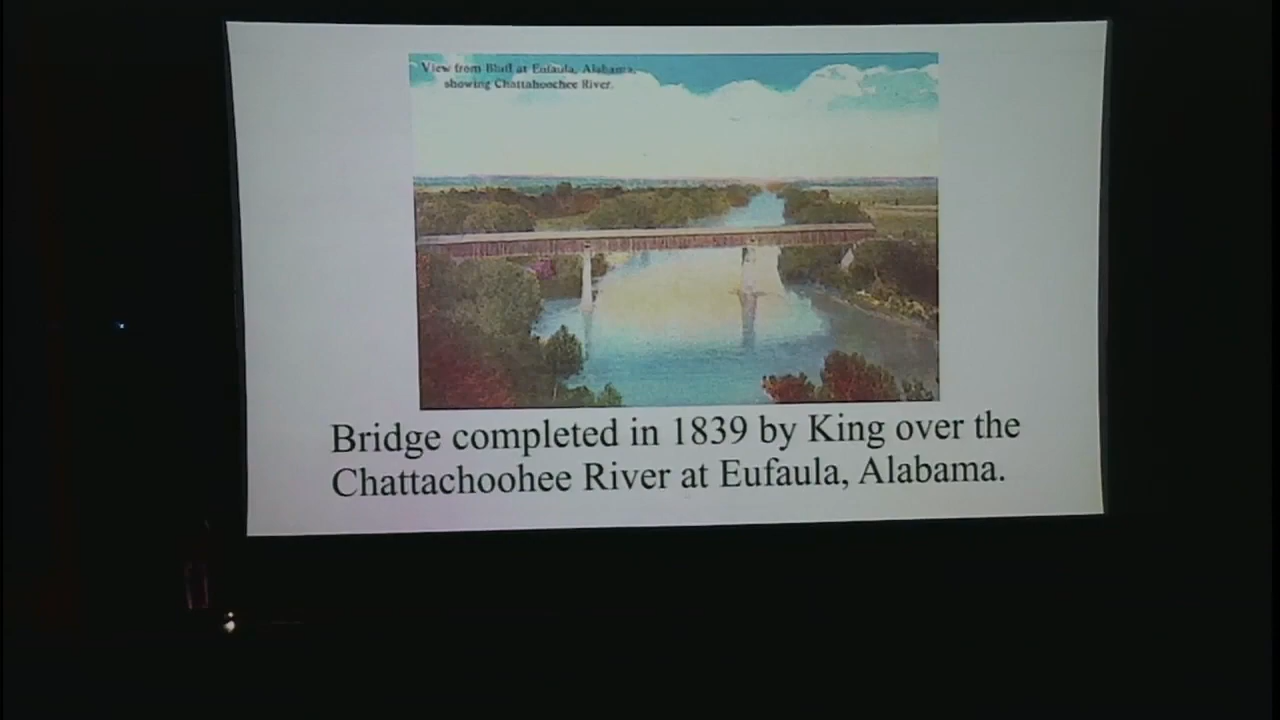 View from Bluff at Eufaula, Alabama,
showing Chattahoochee River.
Bridge completed in 1839 by King over the
Chattachoohee River at Eufaula, Alabama.